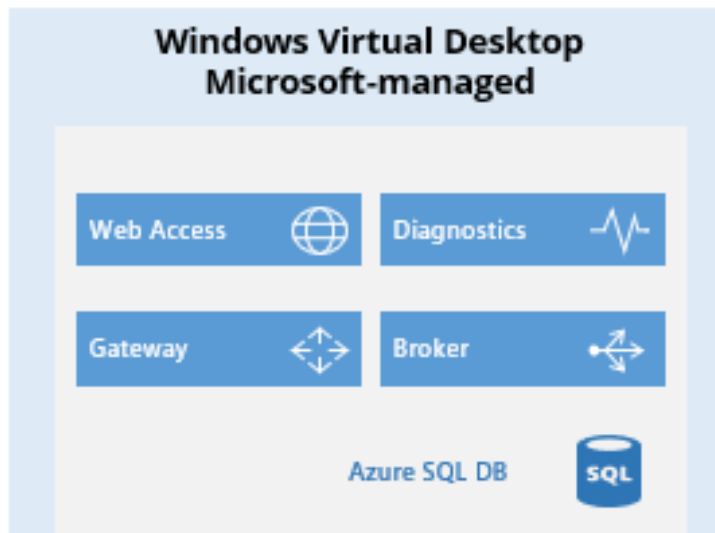 Windows Virtual Desktop
Microsoft-managed
Web Access
Diagnostics
Gateway
Broker
Azure SQL DB
SQL